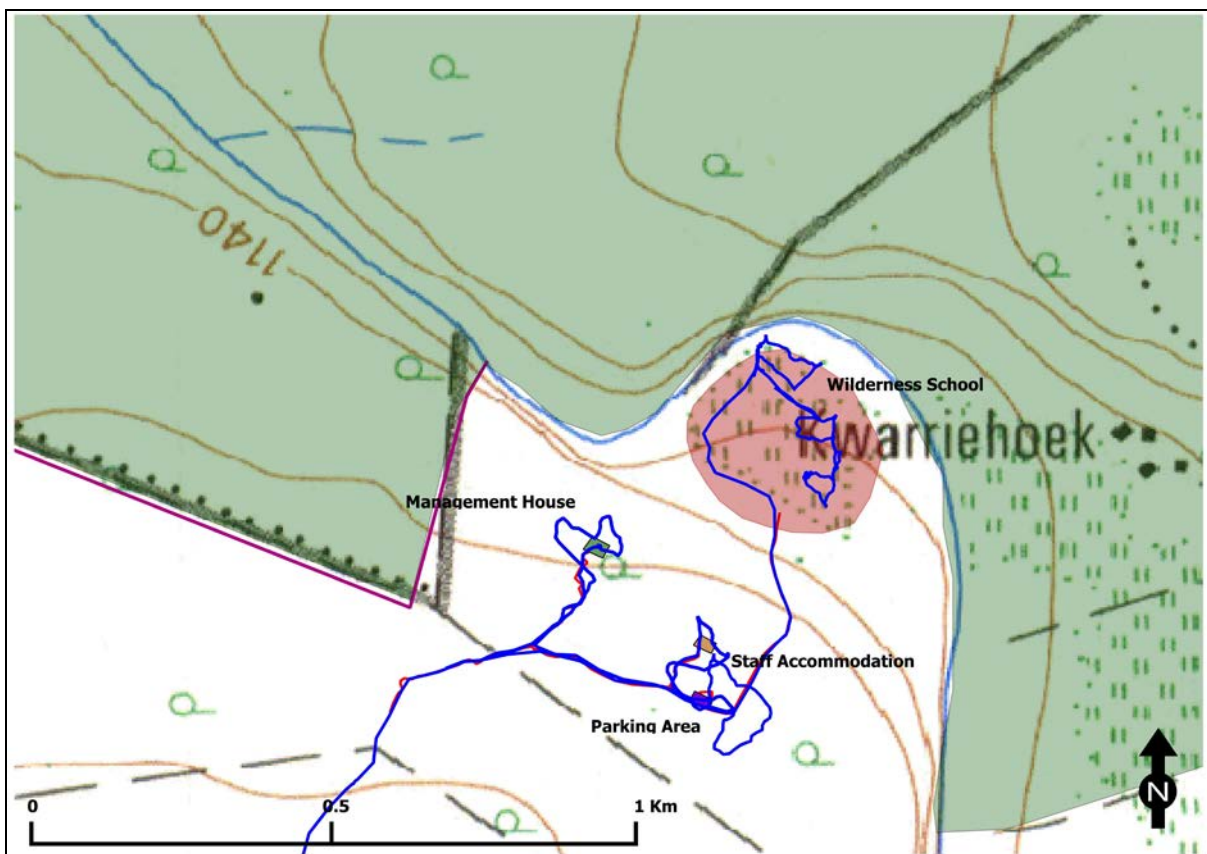 1140
Wilderness School
Kwarriehoek
Management House
Staff Accommodation
Parking Area
0
0.5
1 Km
N